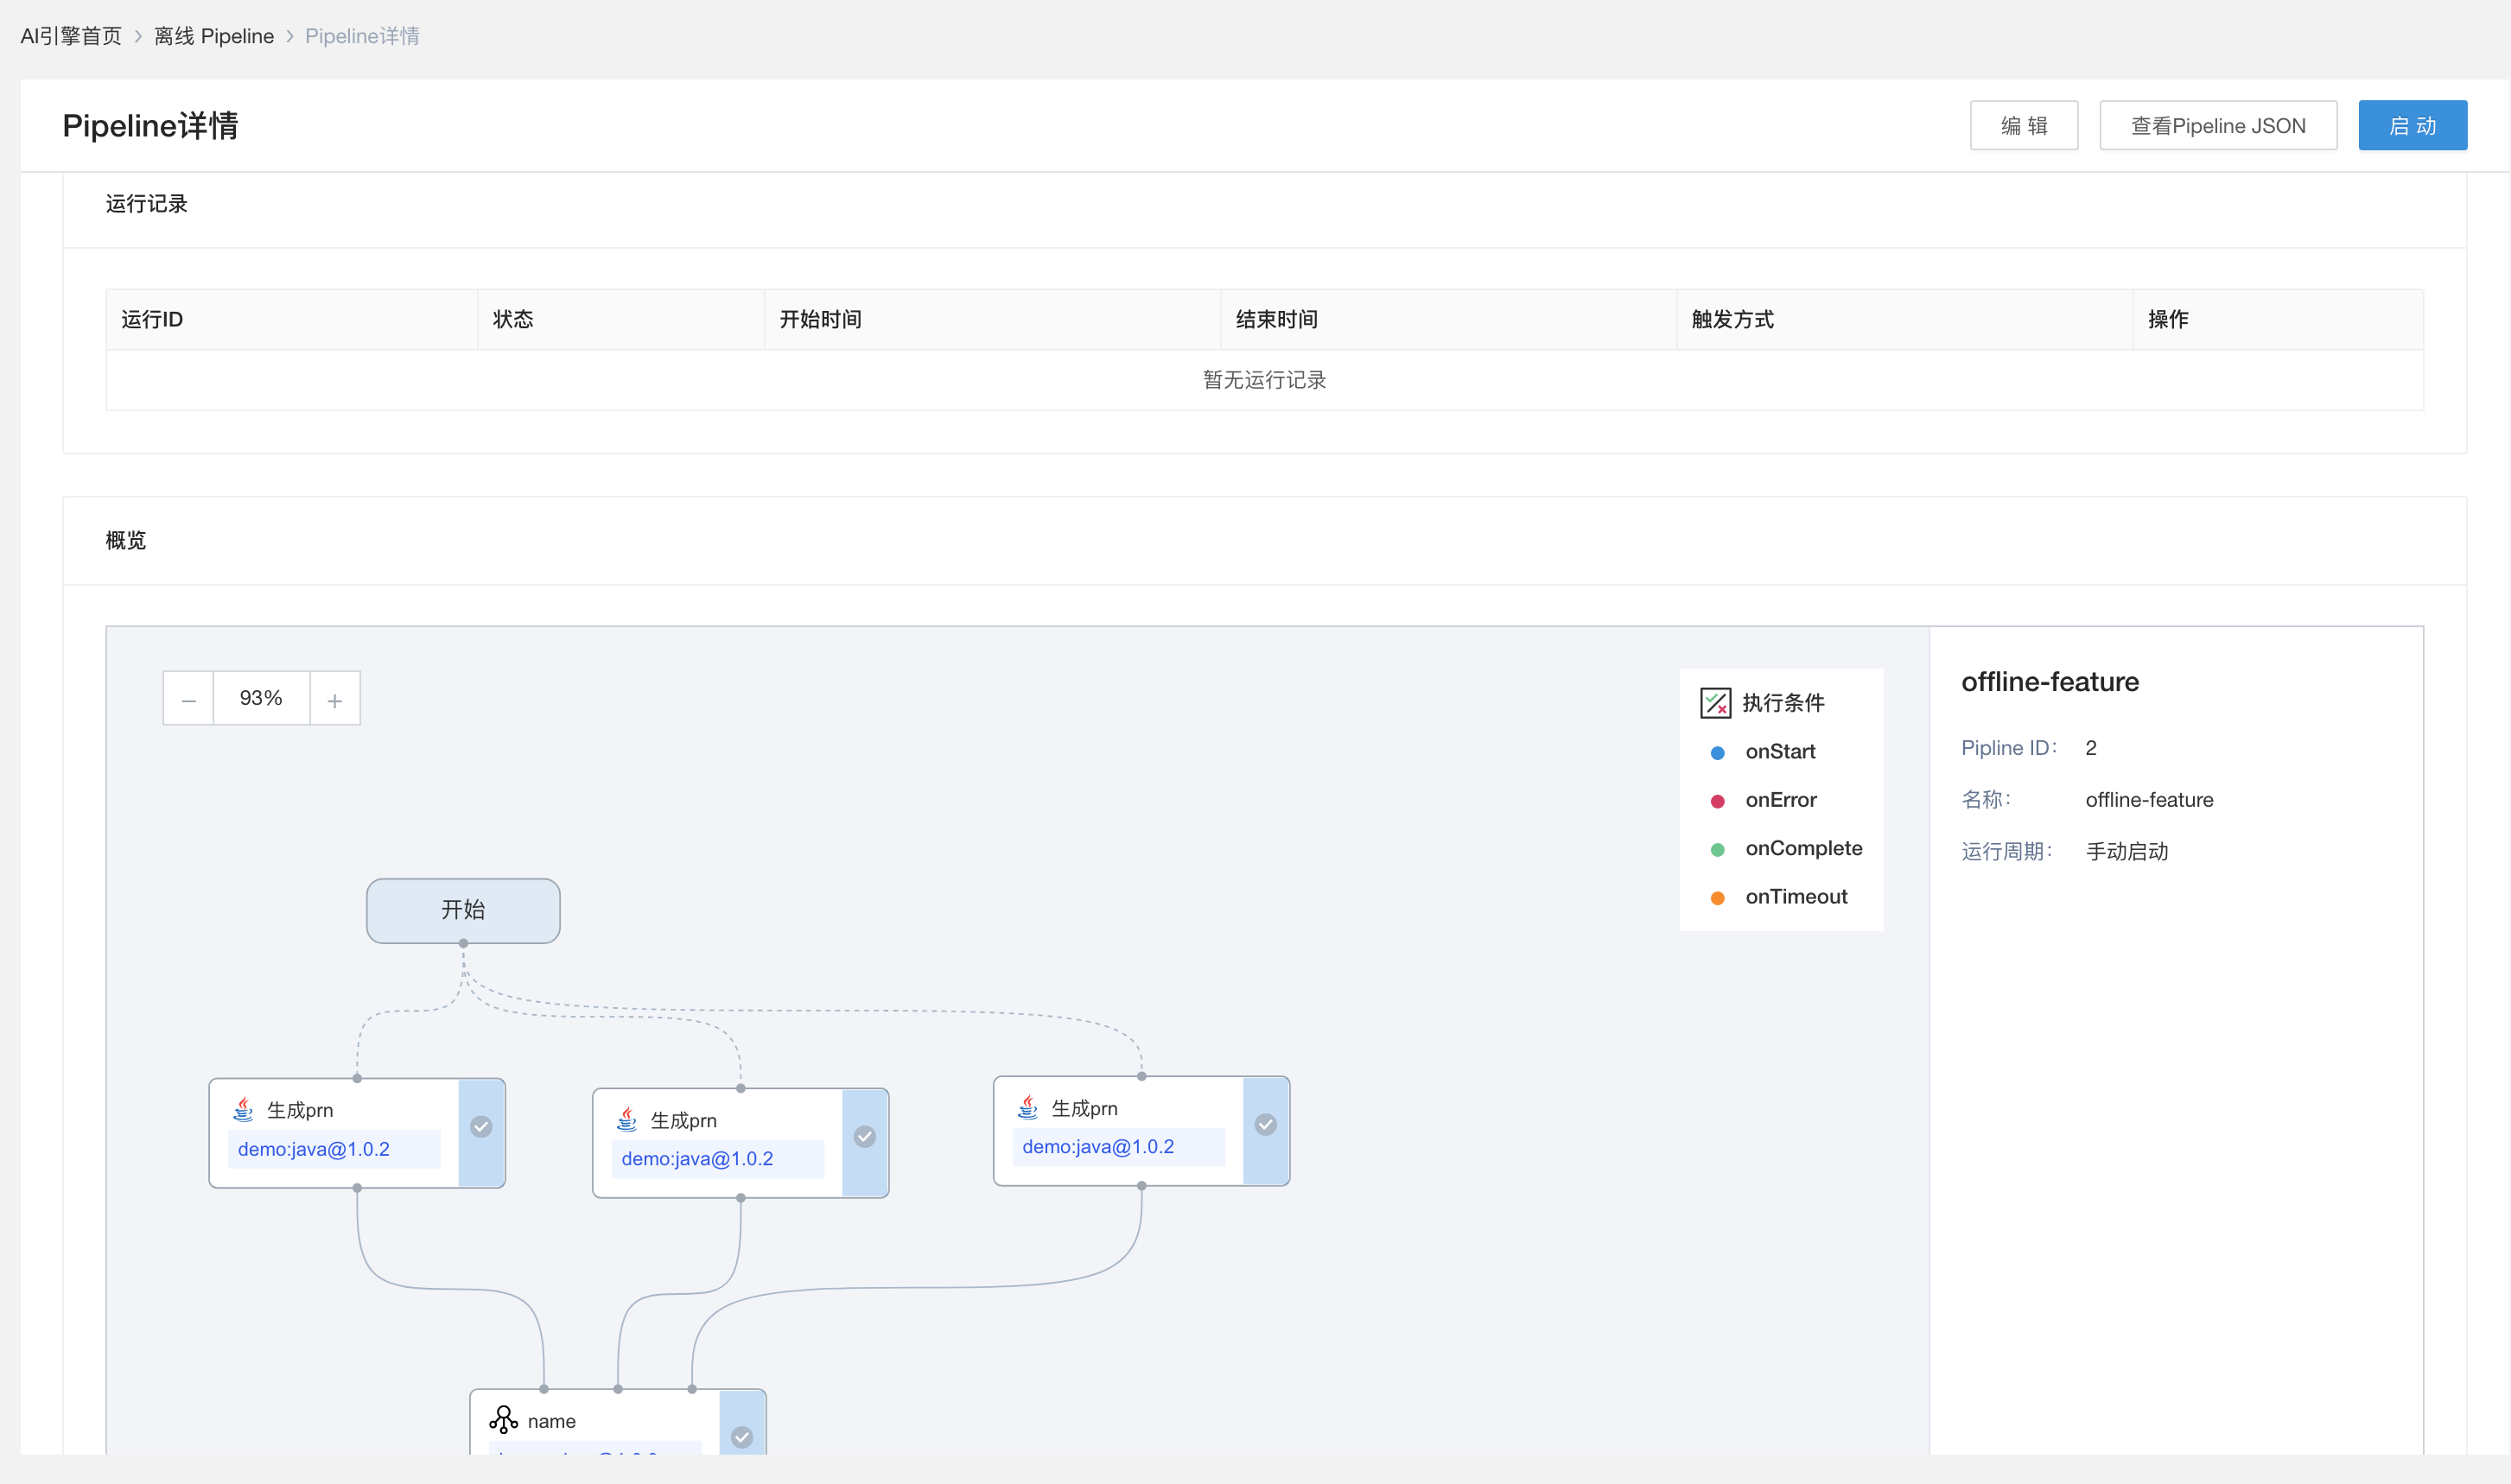 AI引擎首页 > 离线 Pipeline > Pipeline详情
Pipeline详情
编 辑
查看Pipeline JSON
启 动
运行记录
运行ID 状态 开始时间 结束时间 触发方式 操作
暂无运行记录
概览
− 93% +
执行条件
onStart
onError
onComplete
onTimeout
offline-feature
Pipline ID： 2
名称： offline-feature
运行周期： 手动启动
开始
生成prn
demo:java@1.0.2
生成prn
demo:java@1.0.2
生成prn
demo:java@1.0.2
name